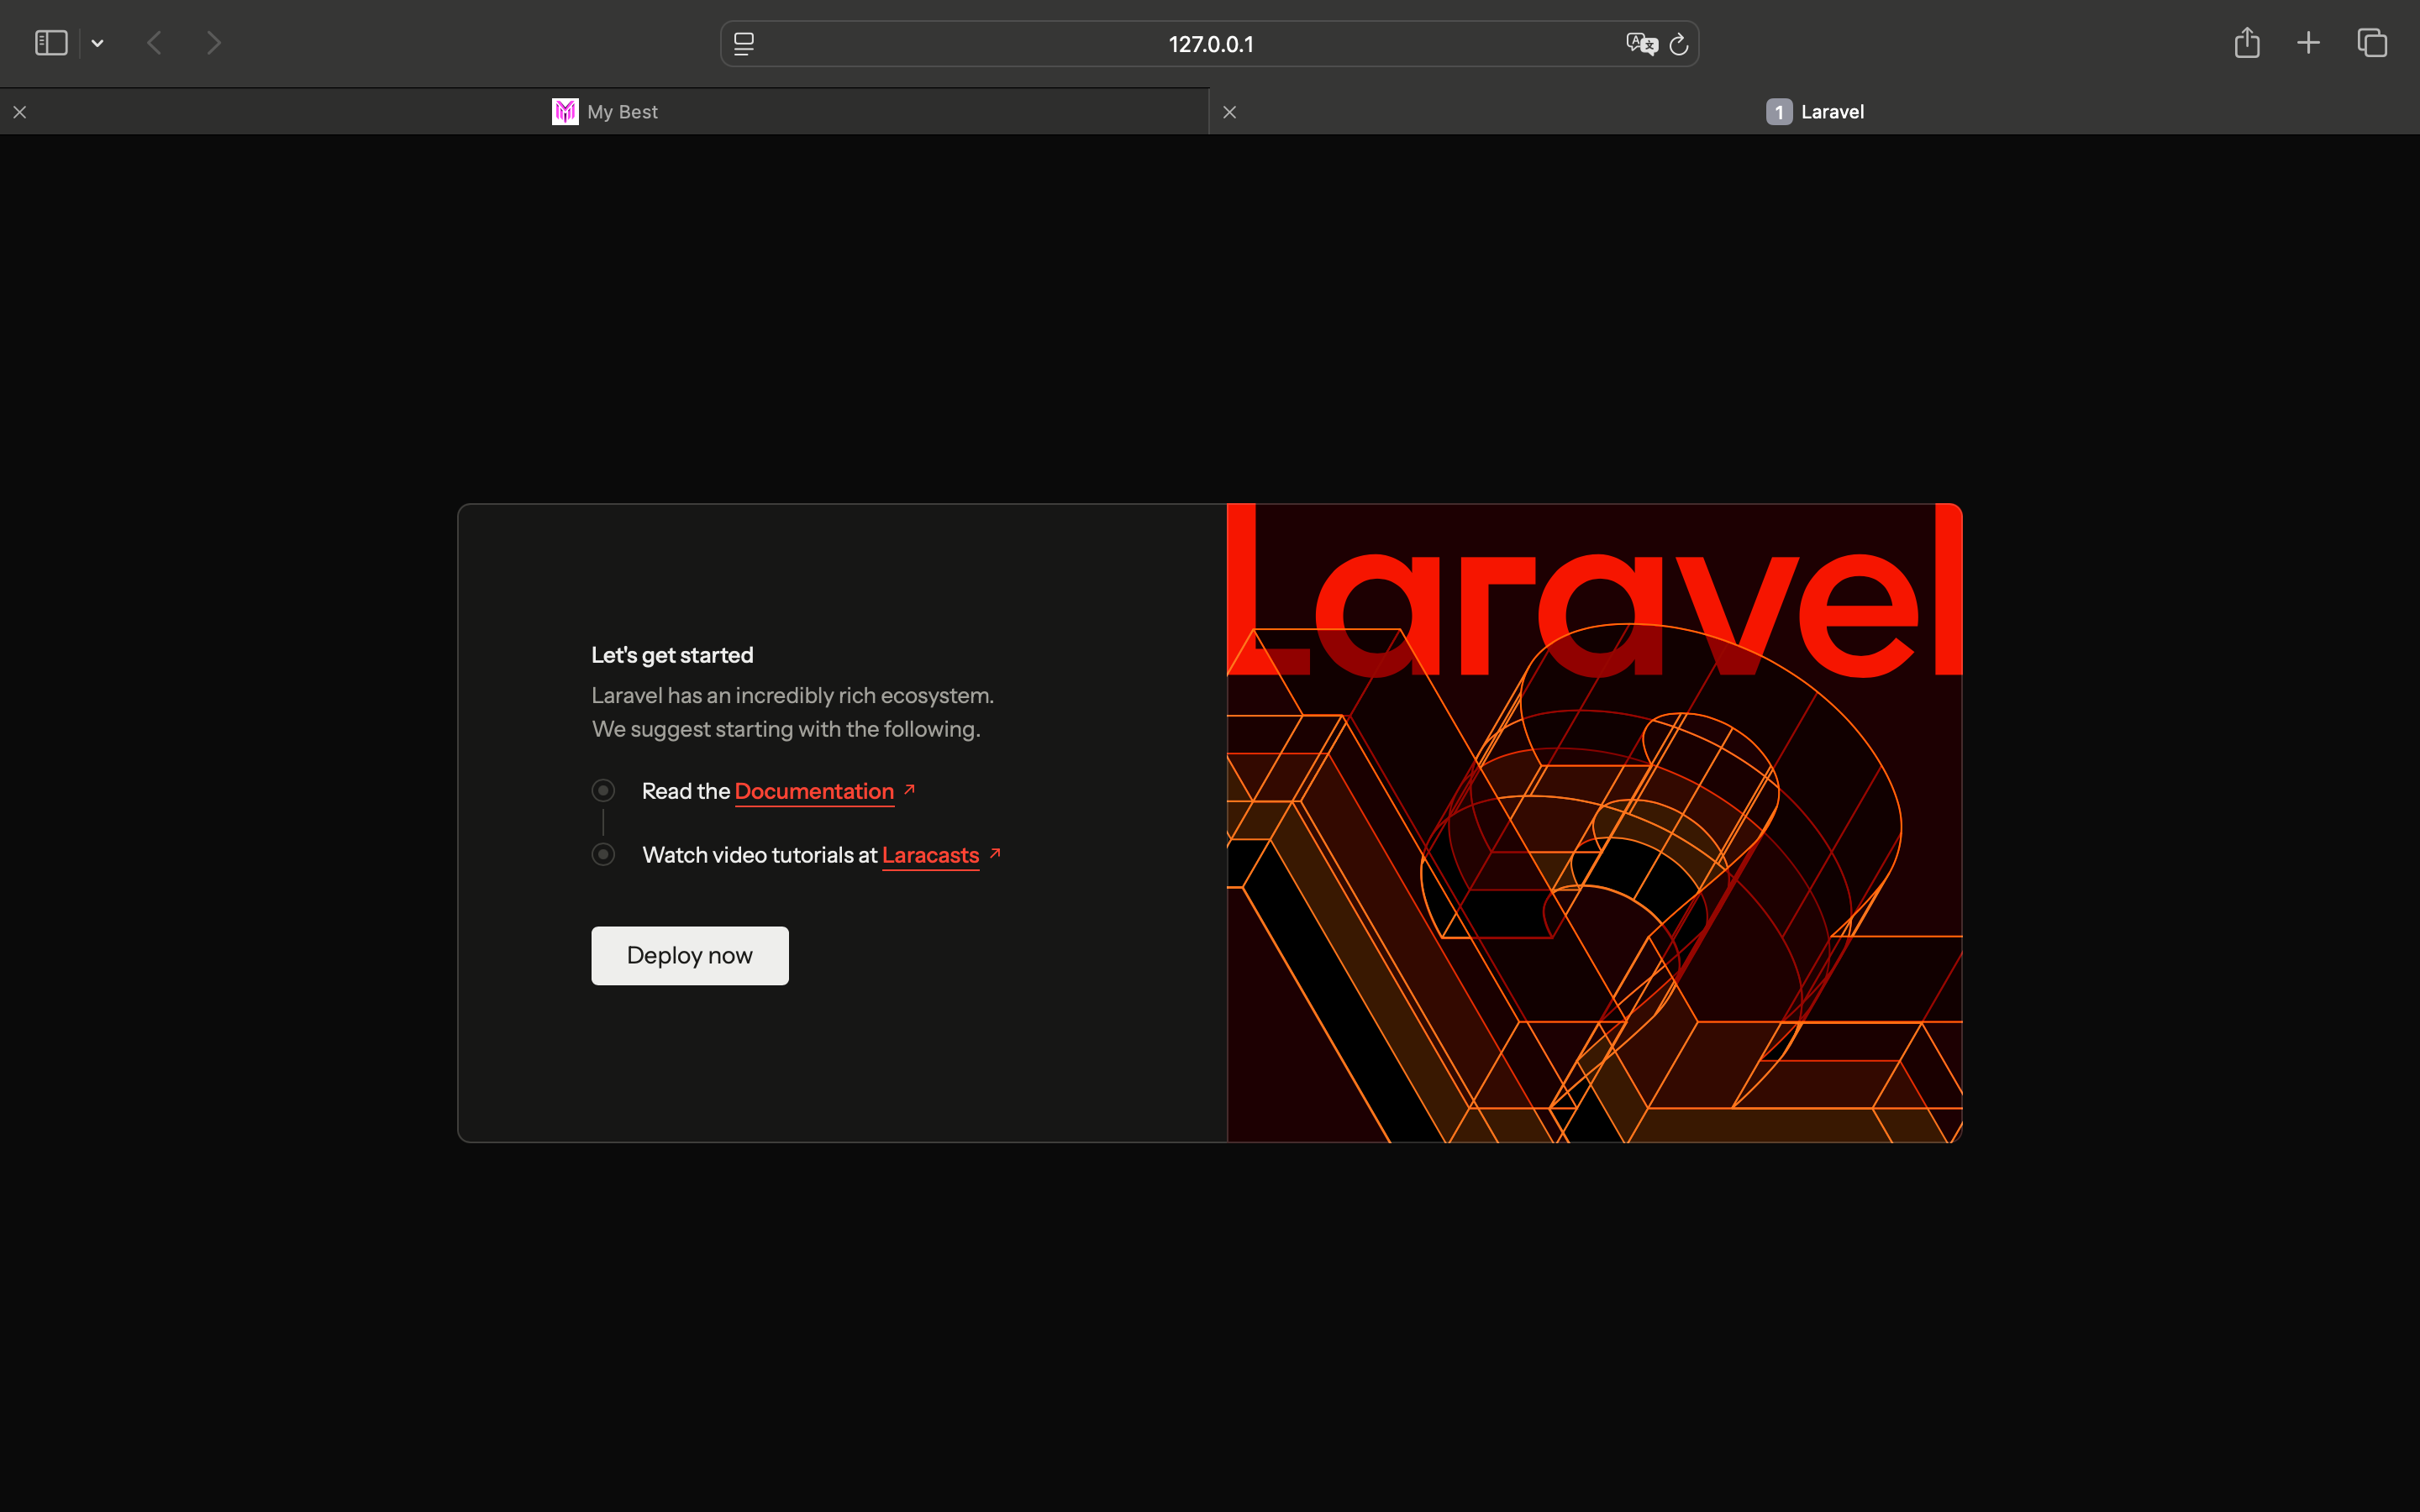 127.0.0.1
My Best
1 Laravel
Laravel
Let's get started
Laravel has an incredibly rich ecosystem.
We suggest starting with the following.
Read the Documentation
Watch video tutorials at Laracasts
Deploy now